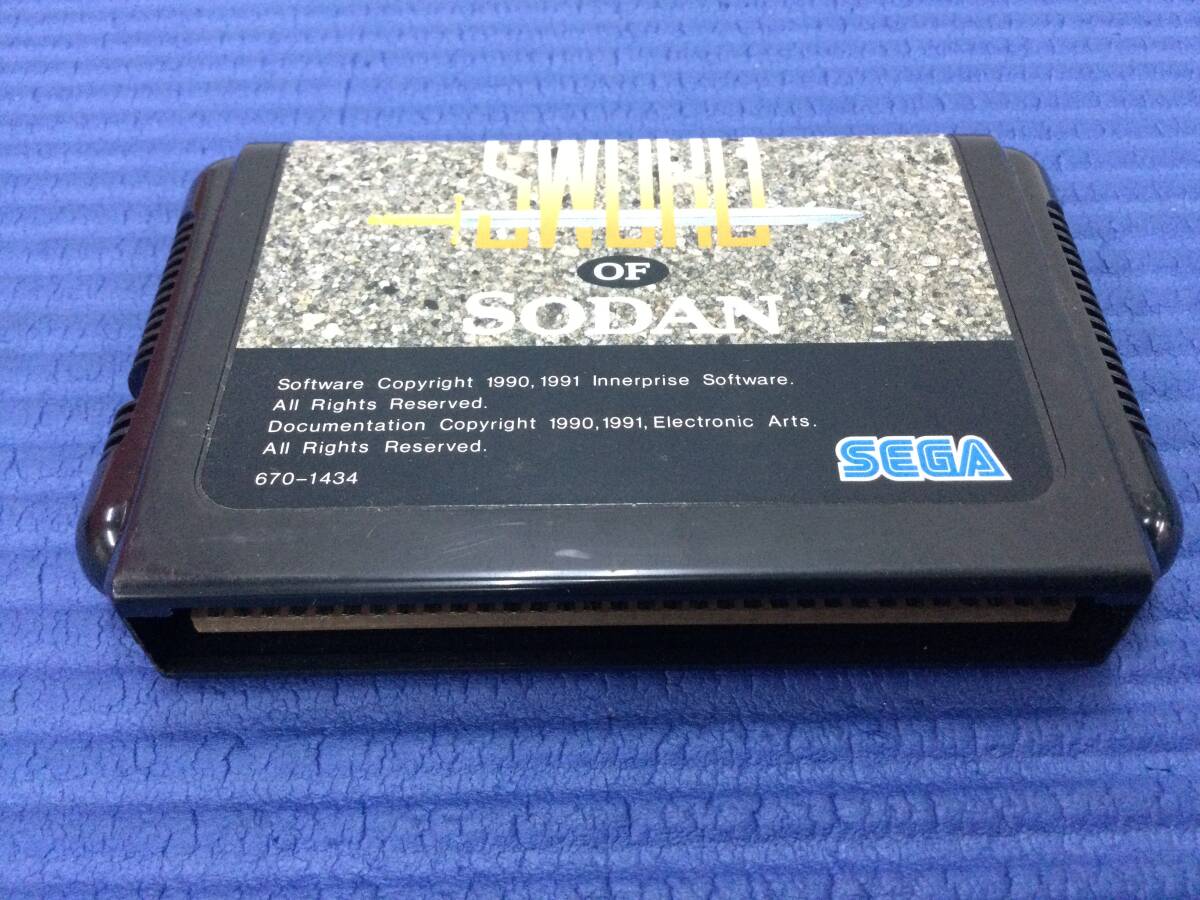 SWORD
OF
SODAN
Software Copyright 1990,1991 Innerprise Software.
All Rights Reserved.
Documentation Copyright 1990,1991, Electronic Arts.
All Rights Reserved.
670-1434
SEGA